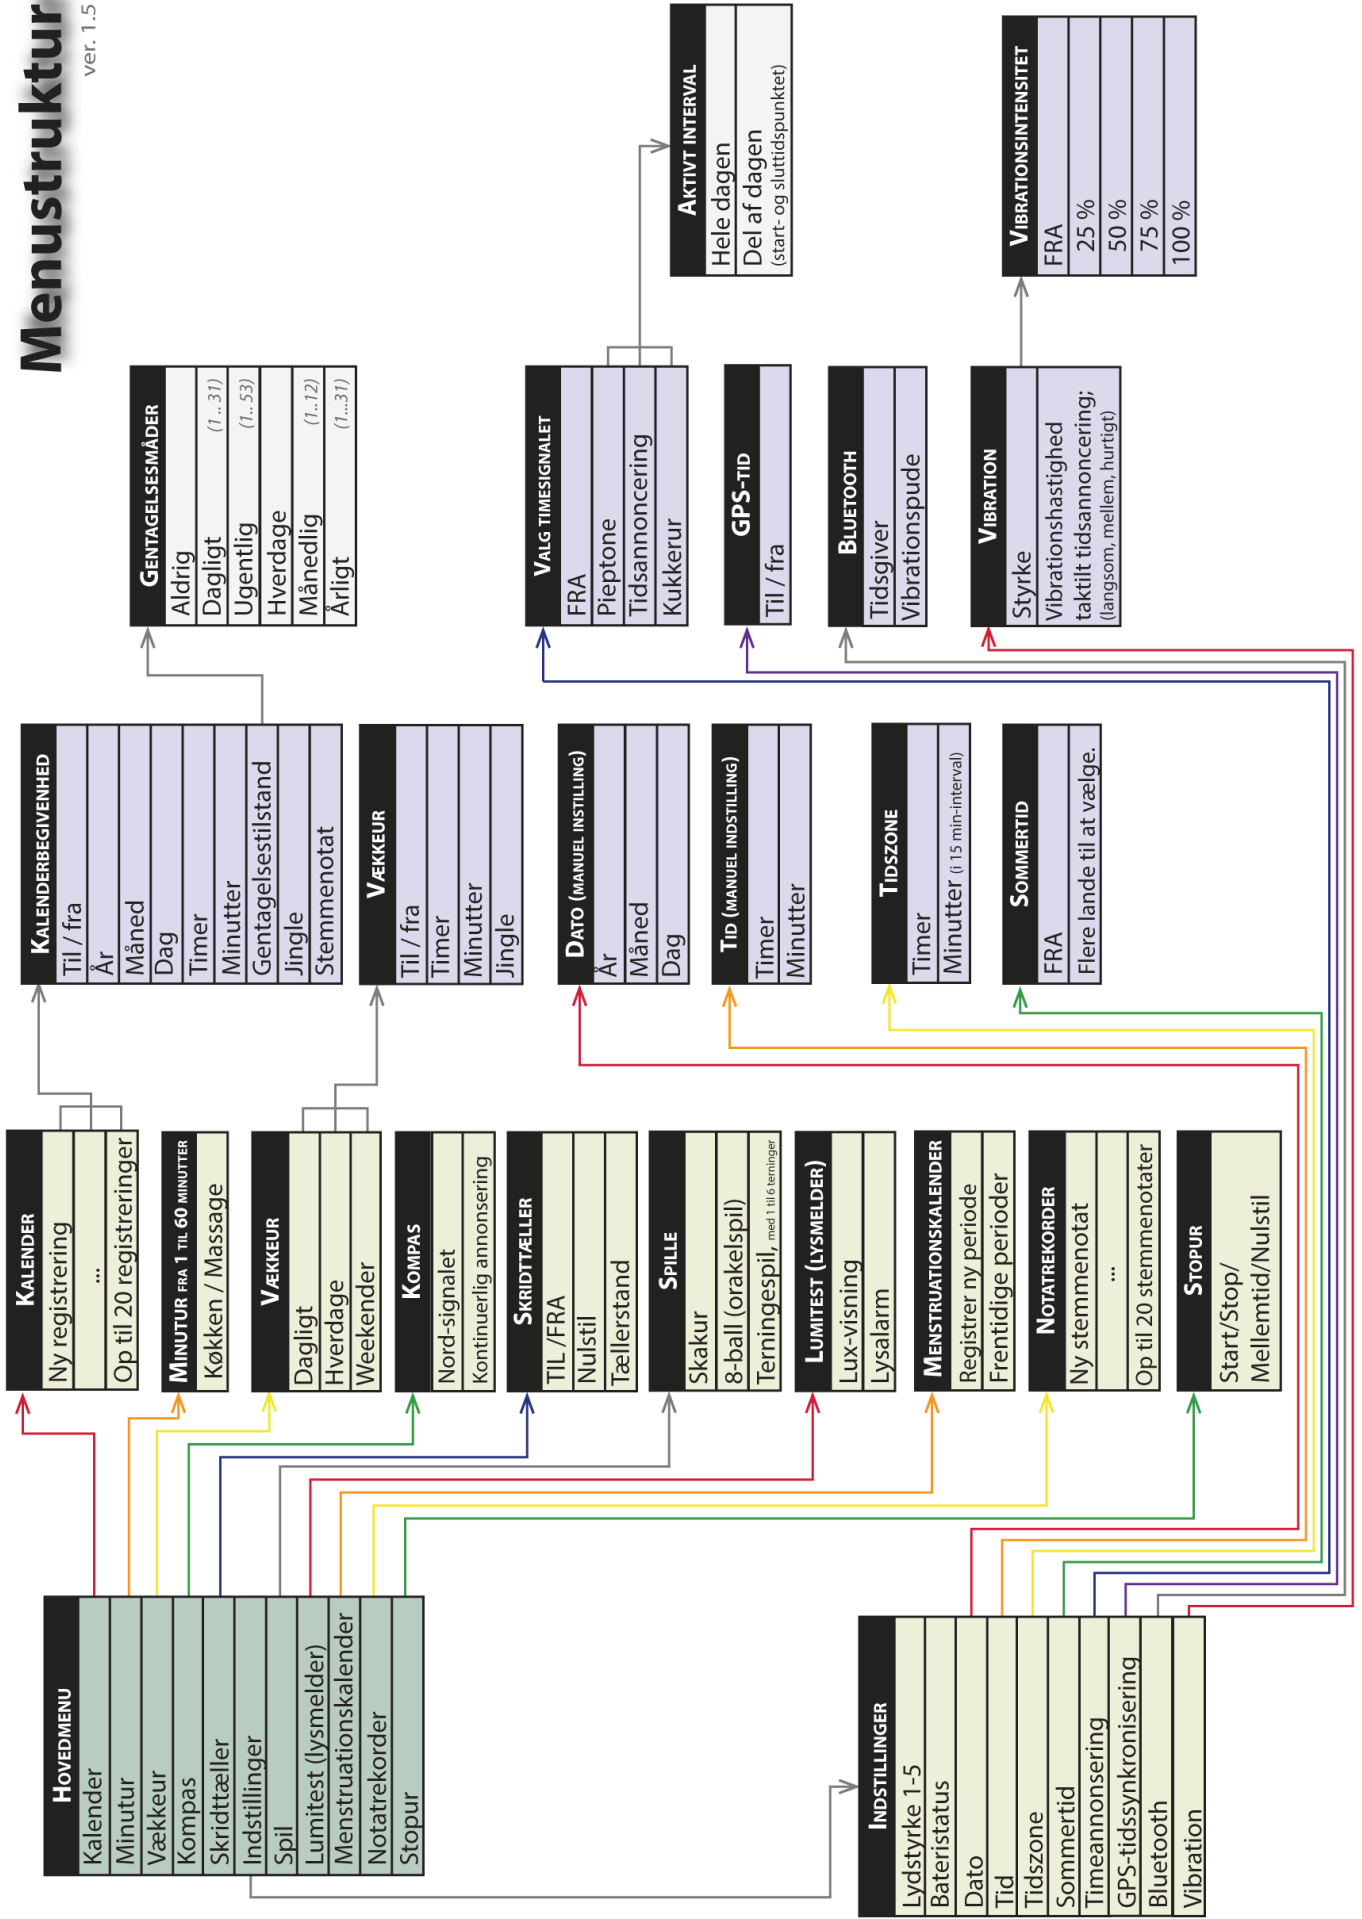 Menustruktur
ver. 1.5
HOVEDMENU
Kalender
Minutur
Vækkeur
Kompas
Skridttæller
Indstillinger
Spil
Lumitest (lysmelder)
Menstruationskalender
Notatrekorder
Stopur
INDSTILLINGER
Lydstyrke 1-5
Bateristatus
Dato
Tid
Tidszone
Sommertid
Timeannonsering
GPS-tidssynkronisering
Bluetooth
Vibration
KALENDER
Ny registrering
...
Op til 20 registreringer
MINUTUR FRA 1 TIL 60 MINUTTER
Køkken / Massage
VÆKKEUR
Dagligt
Hverdage
Weekender
KOMPAS
Nord-signalet
Kontinuerlig annonsering
SKRIDTTÆLLER
TIL /FRA
Nulstil
Tællerstand
SPILLE
Skakur
8-ball (orakelspil)
Terningespil, med 1 til 6 terninger
LUMITEST (LYSMELDER)
Lux-visning
Lysalarm
MENSTRUATIONSKALENDER
Registrer ny periode
Fremtidige perioder
NOTATREKORDER
Ny stemmenotat
...
Op til 20 stemmenotater
STOPUR
Start/Stop/
Mellemtid/Nulstil
KALENDERBEGIVENHED
Til / fra
År
Måned
Dag
Timer
Minutter
Gentagelsestilstand
Jingle
Stemmenotat
VÆKKEUR
Til / fra
Timer
Minutter
Jingle
DATO (MANUEL INSTILLING)
År
Måned
Dag
TID (MANUEL INDSTILLING)
Timer
Minutter
TIDSZONE
Timer
Minutter (i 15 min-interval)
SOMMERTID
FRA
Flere lande til at vælge.
GENTAGELSESMÅDER
Aldrig
Dagligt (1 .. 31)
Ugentlig (1.. 53)
Hverdage
Månedlig (1..12)
Årligt (1...31)
VALG TIMESIGNALET
FRA
Pieptone
Tidsannoncering
Kukkerur
GPS-TID
Til / fra
BLUETOOTH
Tidsgiver
Vibrationspude
VIBRATION
Styrke
Vibrationshastighed
taktilt tidsannoncering;
(langsom, mellem, hurtigt)
AKTIVT INTERVAL
Hele dagen
Del af dagen
(start- og sluttidspunktet)
VIBRATIONSINTENSITET
FRA
25 %
50 %
75 %
100 %